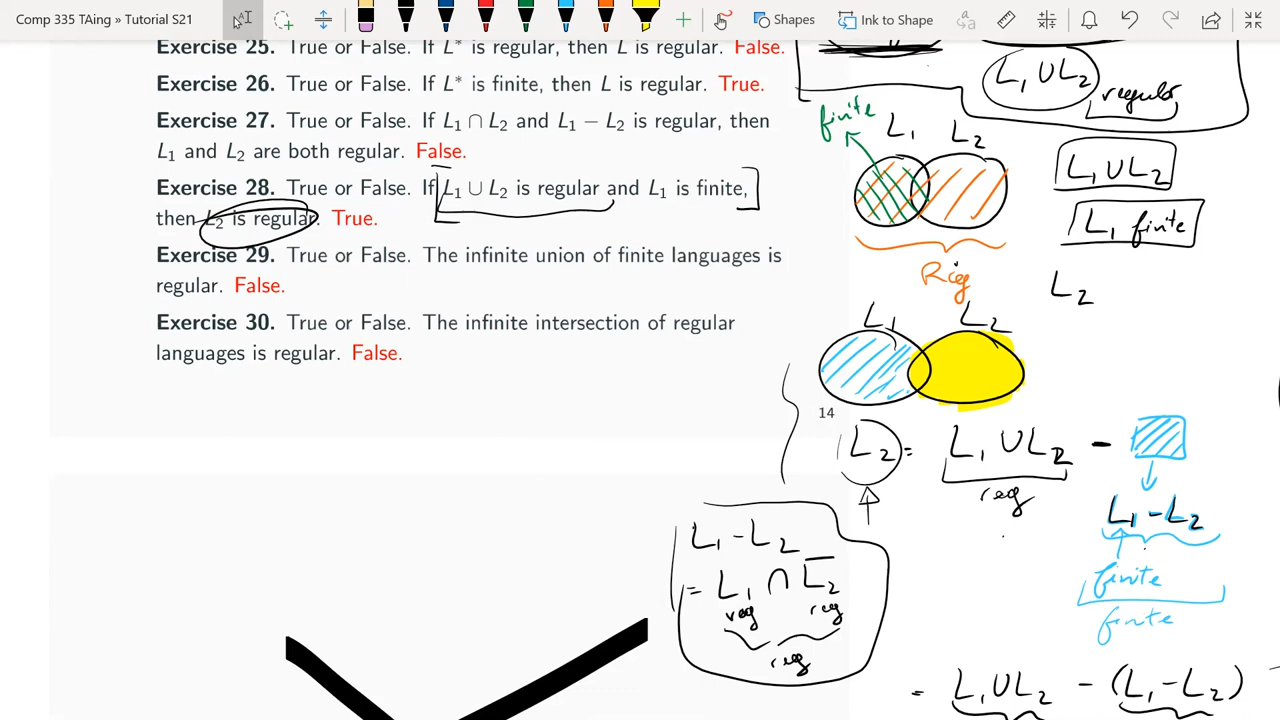 Comp 335 TAing » Tutorial S21
Shapes
Ink to Shape
Exercise 25. True or False. If L* is regular, then L is regular. False.
Exercise 26. True or False. If L* is finite, then L is regular. True.
Exercise 27. True or False. If L₁ ∩ L₂ and L₁ − L₂ is regular, then
L₁ and L₂ are both regular. False.
Exercise 28. True or False. If L₁ ∪ L₂ is regular and L₁ is finite,
then L₂ is regular. True.
Exercise 29. True or False. The infinite union of finite languages is
regular. False.
Exercise 30. True or False. The infinite intersection of regular
languages is regular. False.
14
L₁ ∪ L₂
regular
finite
L₁ L₂
L₁ ∪ L₂
L₁ finite
Reg
L₂
L₁ L₂
L₂ = L₁ ∪ L₂ −
reg
L₁ − L₂
finite
finite
L₁ − L₂
= L₁ ∩ L̅₂
reg reg
reg
= L₁ ∪ L₂ − (L₁ − L₂)